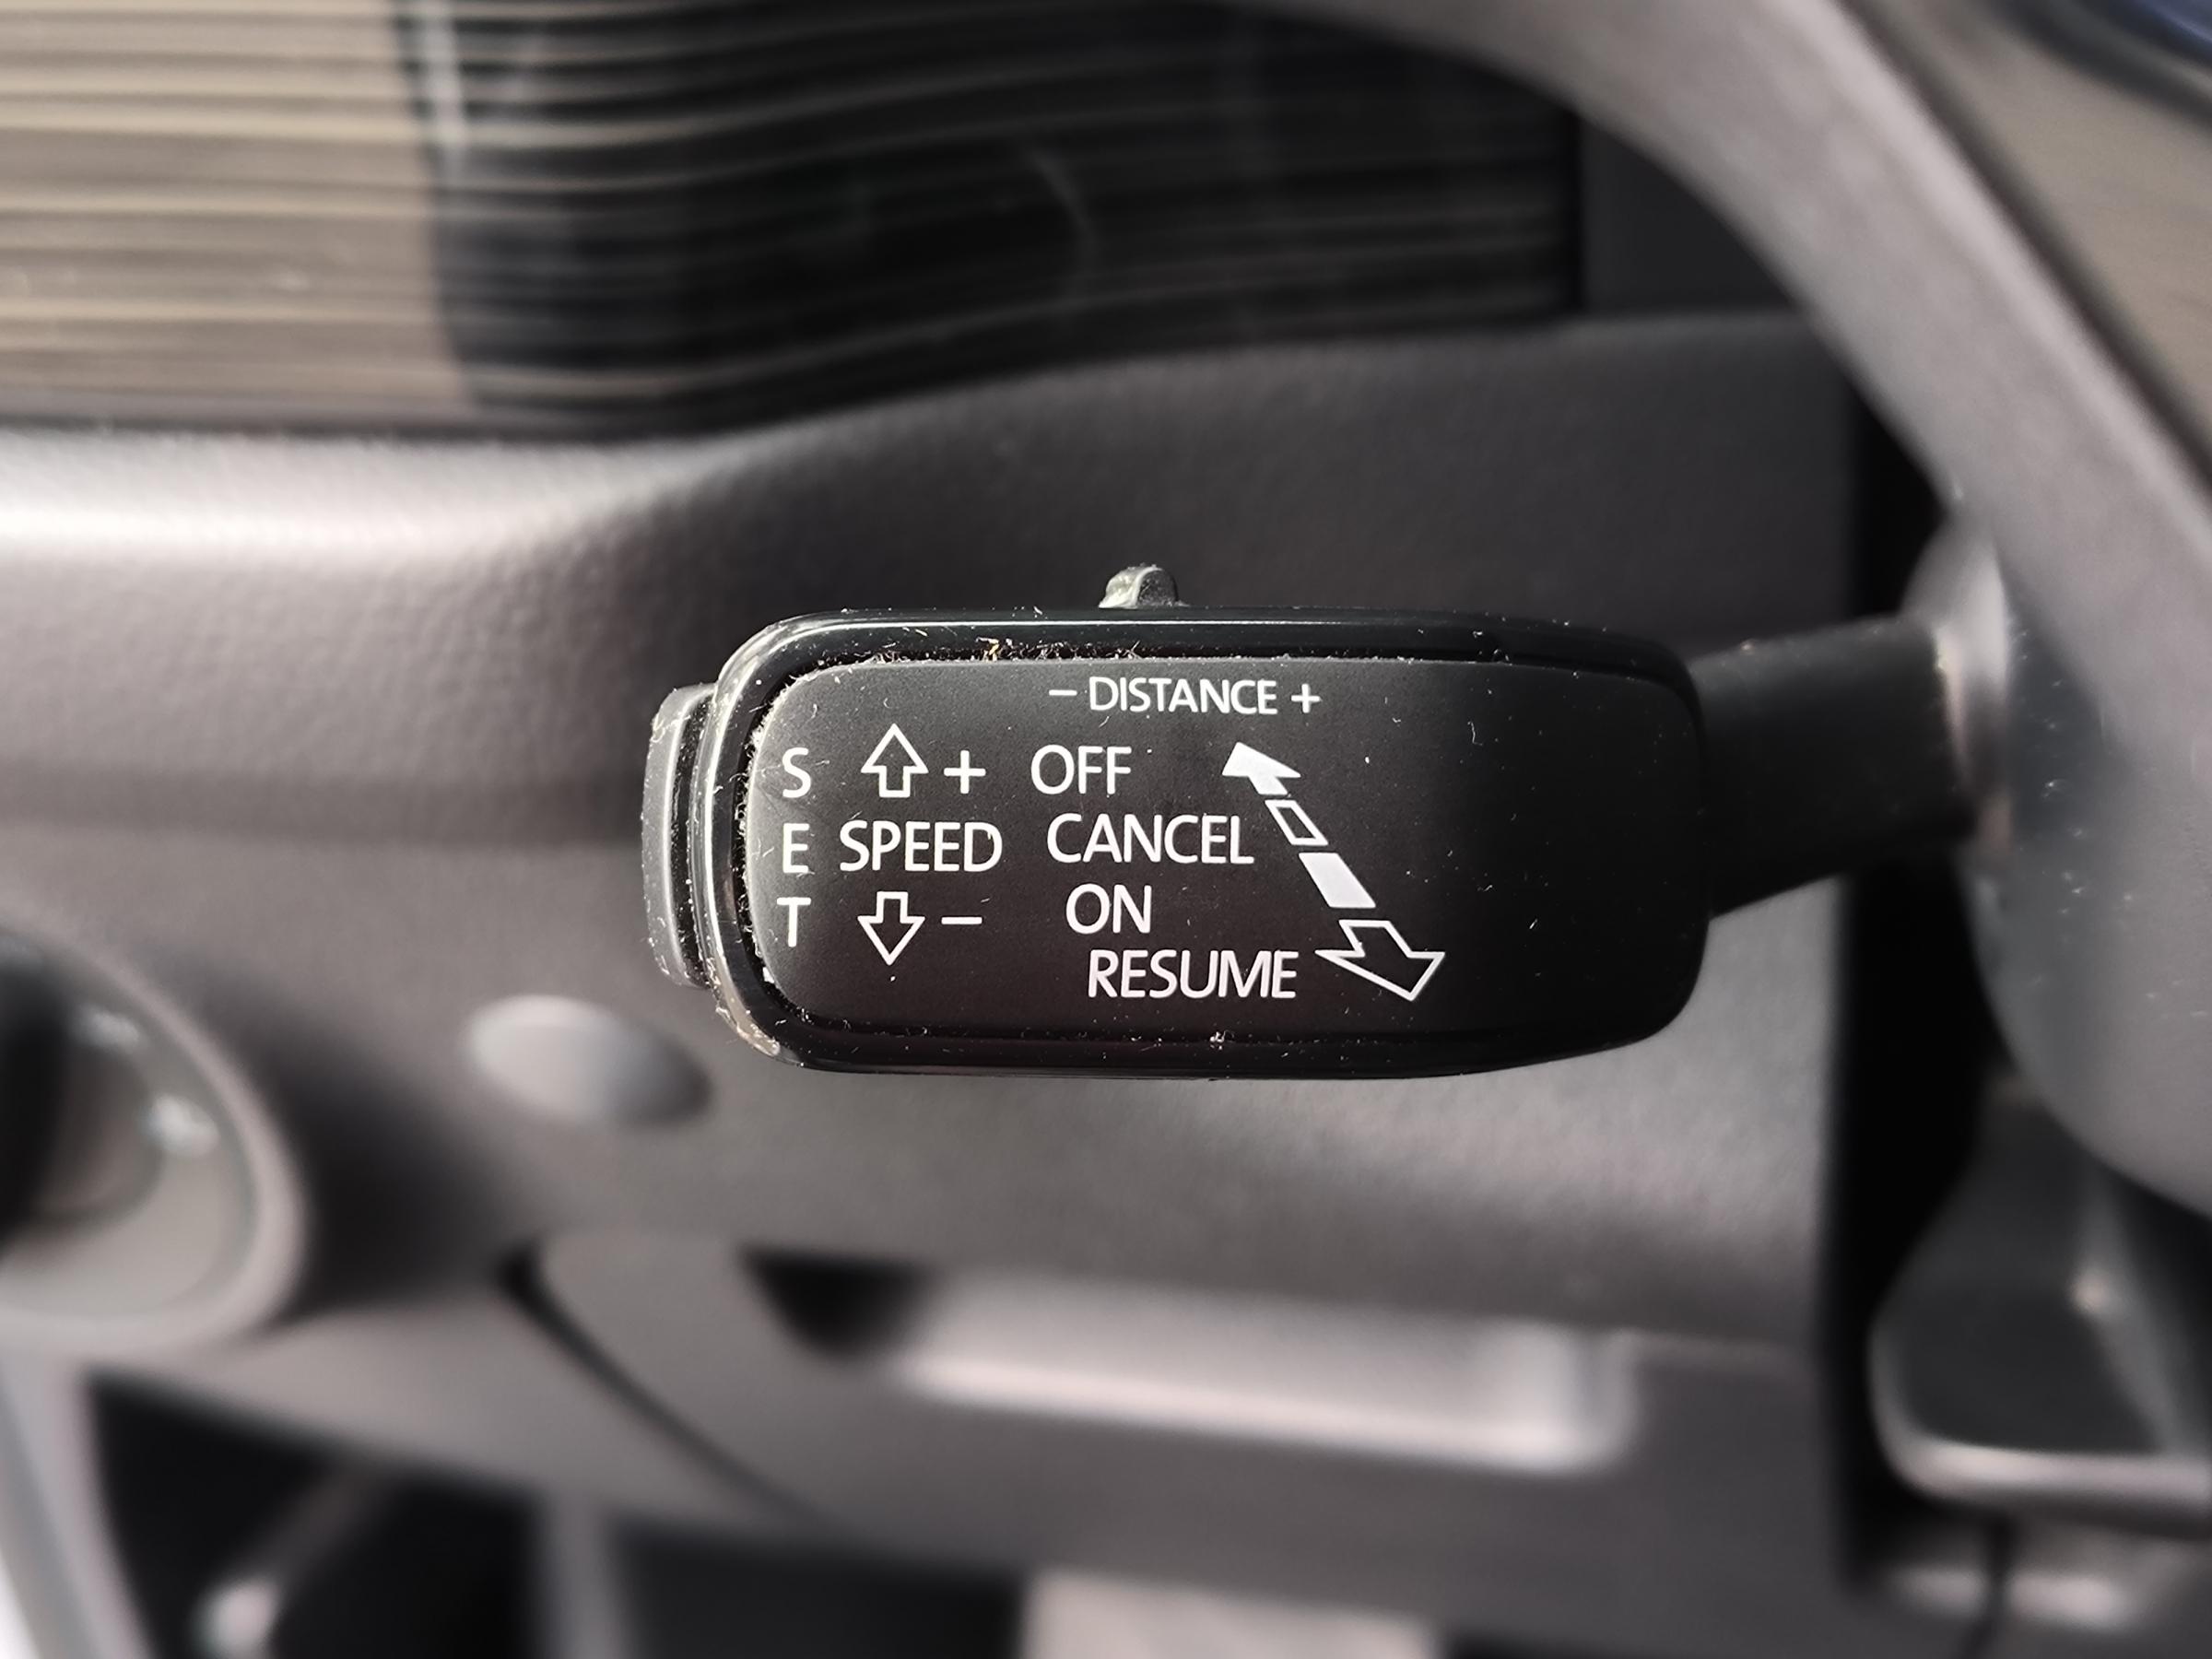 − DISTANCE +
S + OFF
E SPEED CANCEL
T − ON
RESUME